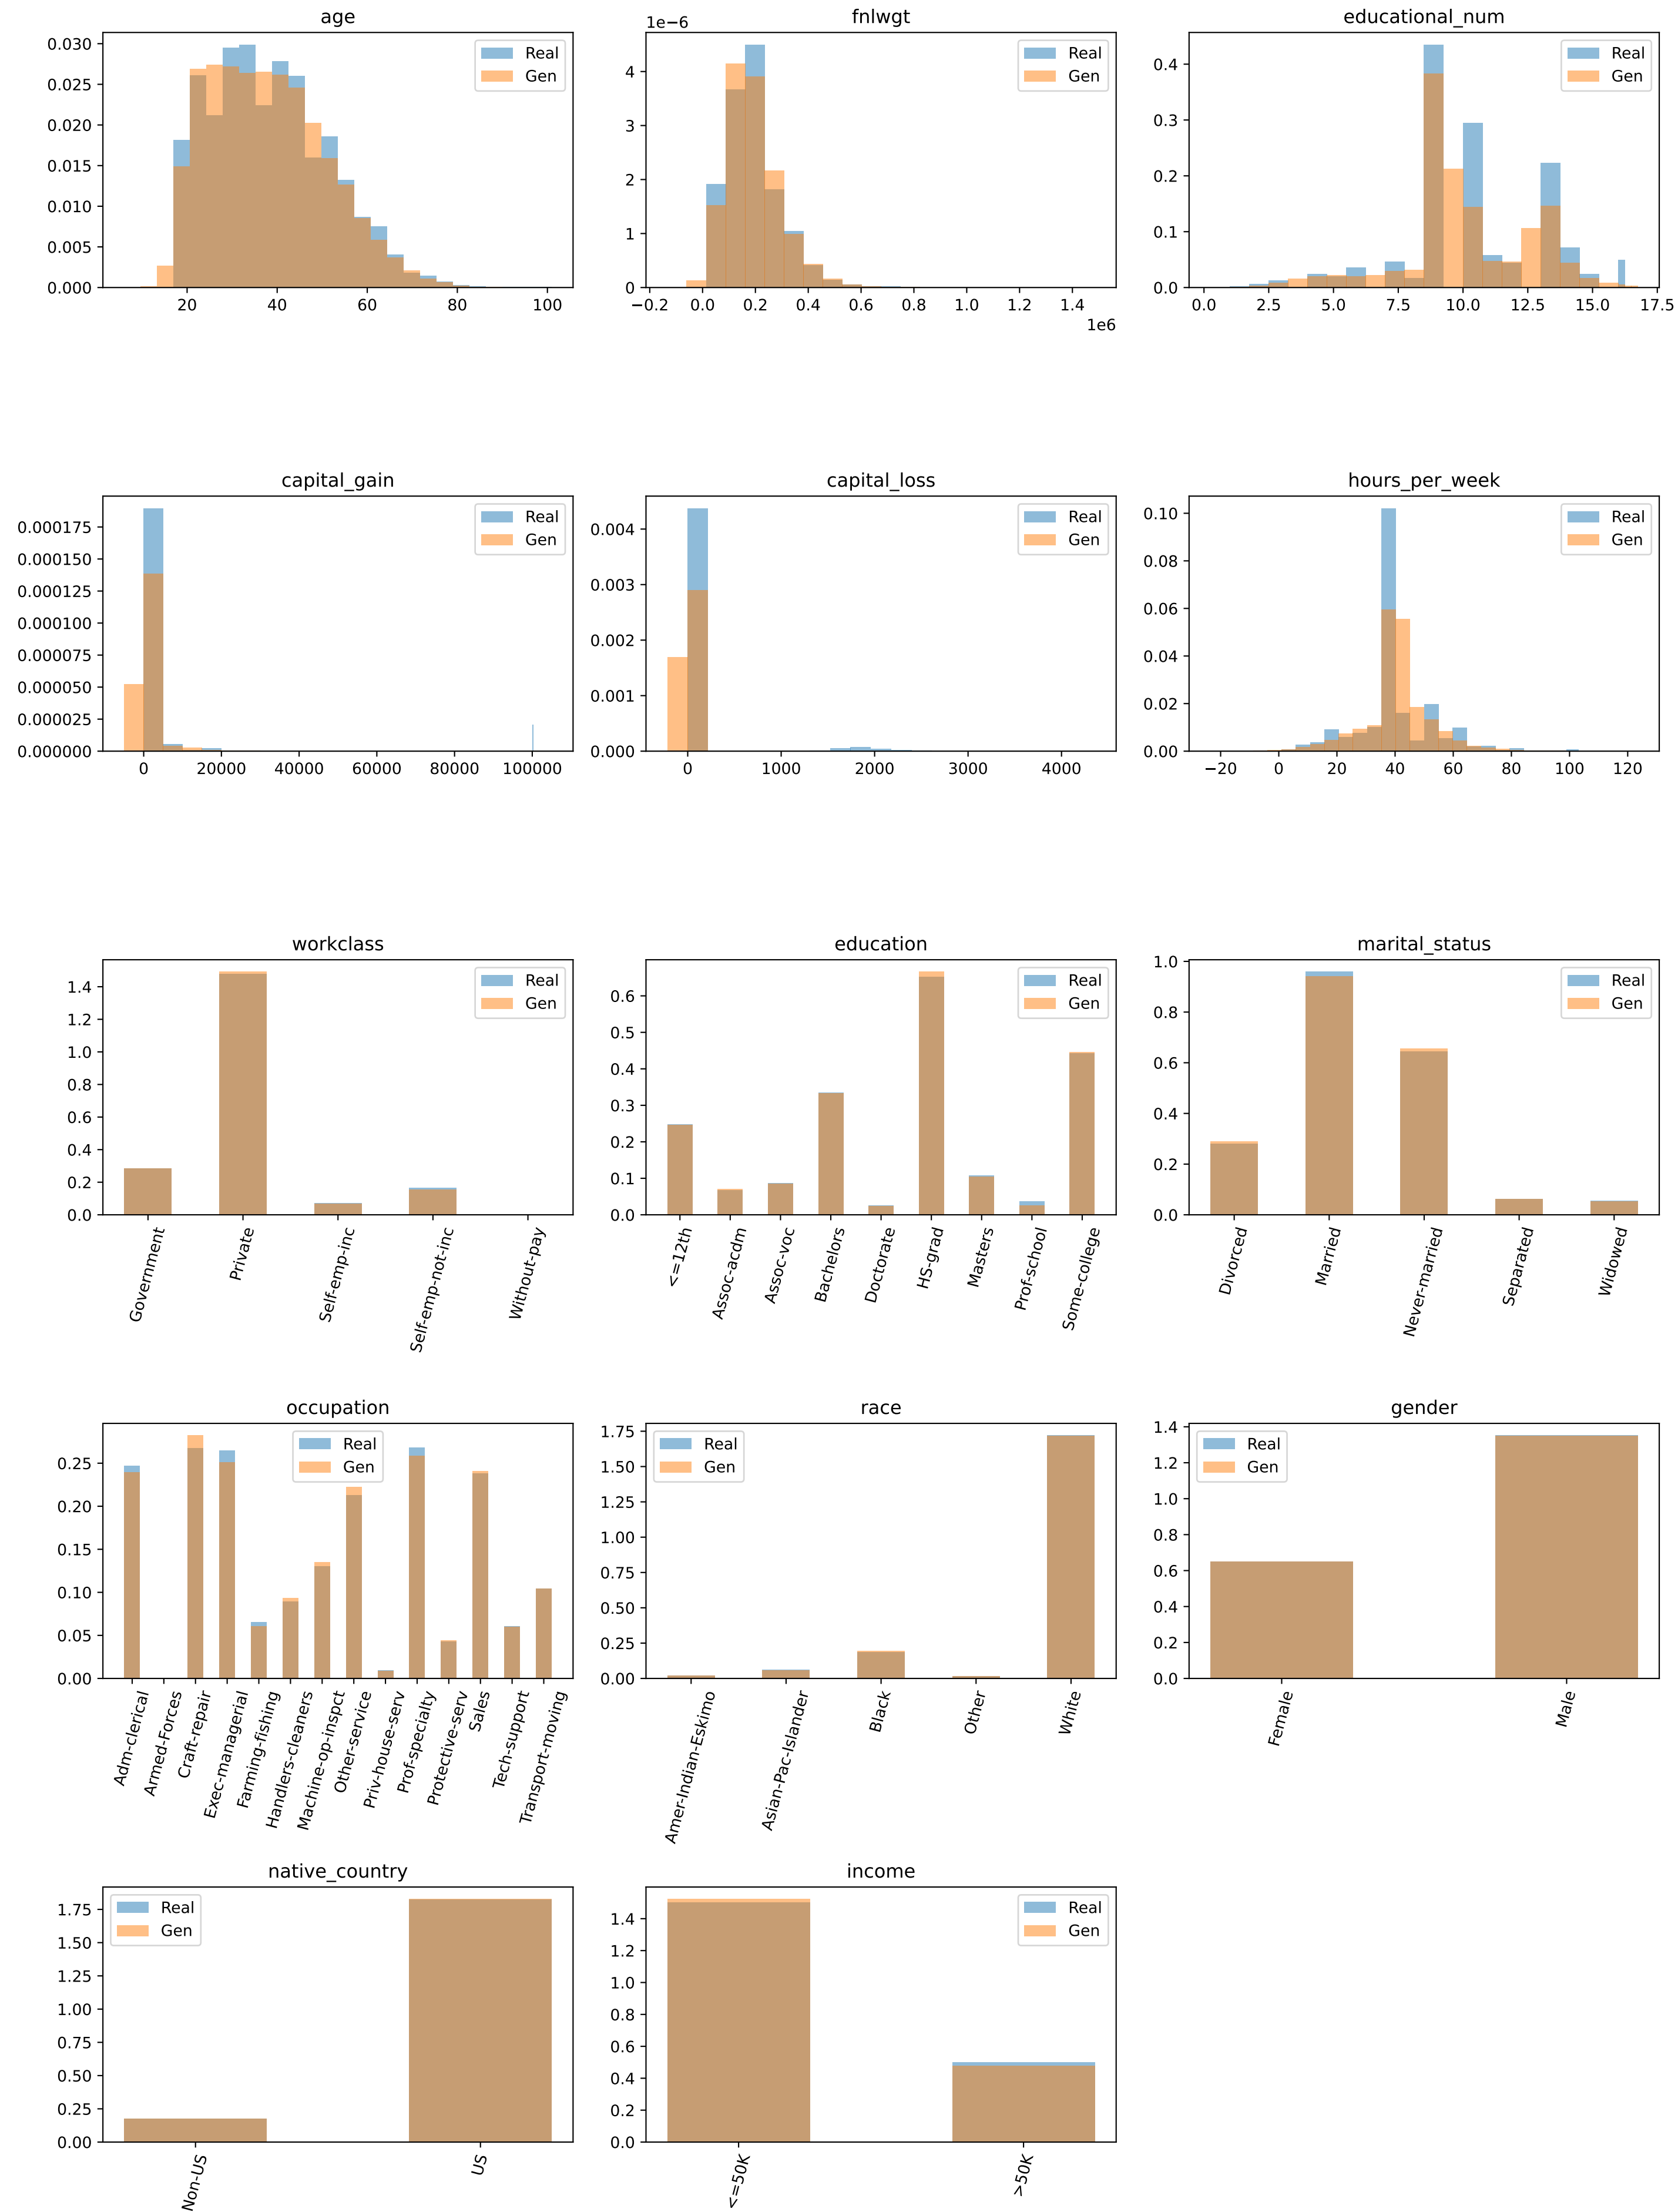 age
0.030
0.025
0.020
0.015
0.010
0.005
0.000
20 40 60 80 100
Real
Gen
fnlwgt
1e−6
4
3
2
1
0
−0.2 0.0 0.2 0.4 0.6 0.8 1.0 1.2 1.4
1e6
Real
Gen
educational_num
0.4
0.3
0.2
0.1
0.0
0.0 2.5 5.0 7.5 10.0 12.5 15.0 17.5
Real
Gen
capital_gain
0.000175
0.000150
0.000125
0.000100
0.000075
0.000050
0.000025
0.000000
0 20000 40000 60000 80000 100000
Real
Gen
capital_loss
0.004
0.003
0.002
0.001
0.000
0 1000 2000 3000 4000
Real
Gen
hours_per_week
0.10
0.08
0.06
0.04
0.02
0.00
−20 0 20 40 60 80 100 120
Real
Gen
workclass
1.4
1.2
1.0
0.8
0.6
0.4
0.2
0.0
Government
Private
Self-emp-inc
Self-emp-not-inc
Without-pay
Real
Gen
education
0.6
0.5
0.4
0.3
0.2
0.1
0.0
<=12th
Assoc-acdm
Assoc-voc
Bachelors
Doctorate
HS-grad
Masters
Prof-school
Some-college
Real
Gen
marital_status
1.0
0.8
0.6
0.4
0.2
0.0
Divorced
Married
Never-married
Separated
Widowed
Real
Gen
occupation
0.25
0.20
0.15
0.10
0.05
0.00
Adm-clerical
Armed-Forces
Craft-repair
Exec-managerial
Farming-fishing
Handlers-cleaners
Machine-op-inspct
Other-service
Priv-house-serv
Prof-specialty
Protective-serv
Sales
Tech-support
Transport-moving
Real
Gen
race
1.75
1.50
1.25
1.00
0.75
0.50
0.25
0.00
Amer-Indian-Eskimo
Asian-Pac-Islander
Black
Other
White
Real
Gen
gender
1.4
1.2
1.0
0.8
0.6
0.4
0.2
0.0
Female
Male
Real
Gen
native_country
1.75
1.50
1.25
1.00
0.75
0.50
0.25
0.00
Non-US
US
Real
Gen
income
1.4
1.2
1.0
0.8
0.6
0.4
0.2
0.0
<=50K
>50K
Real
Gen